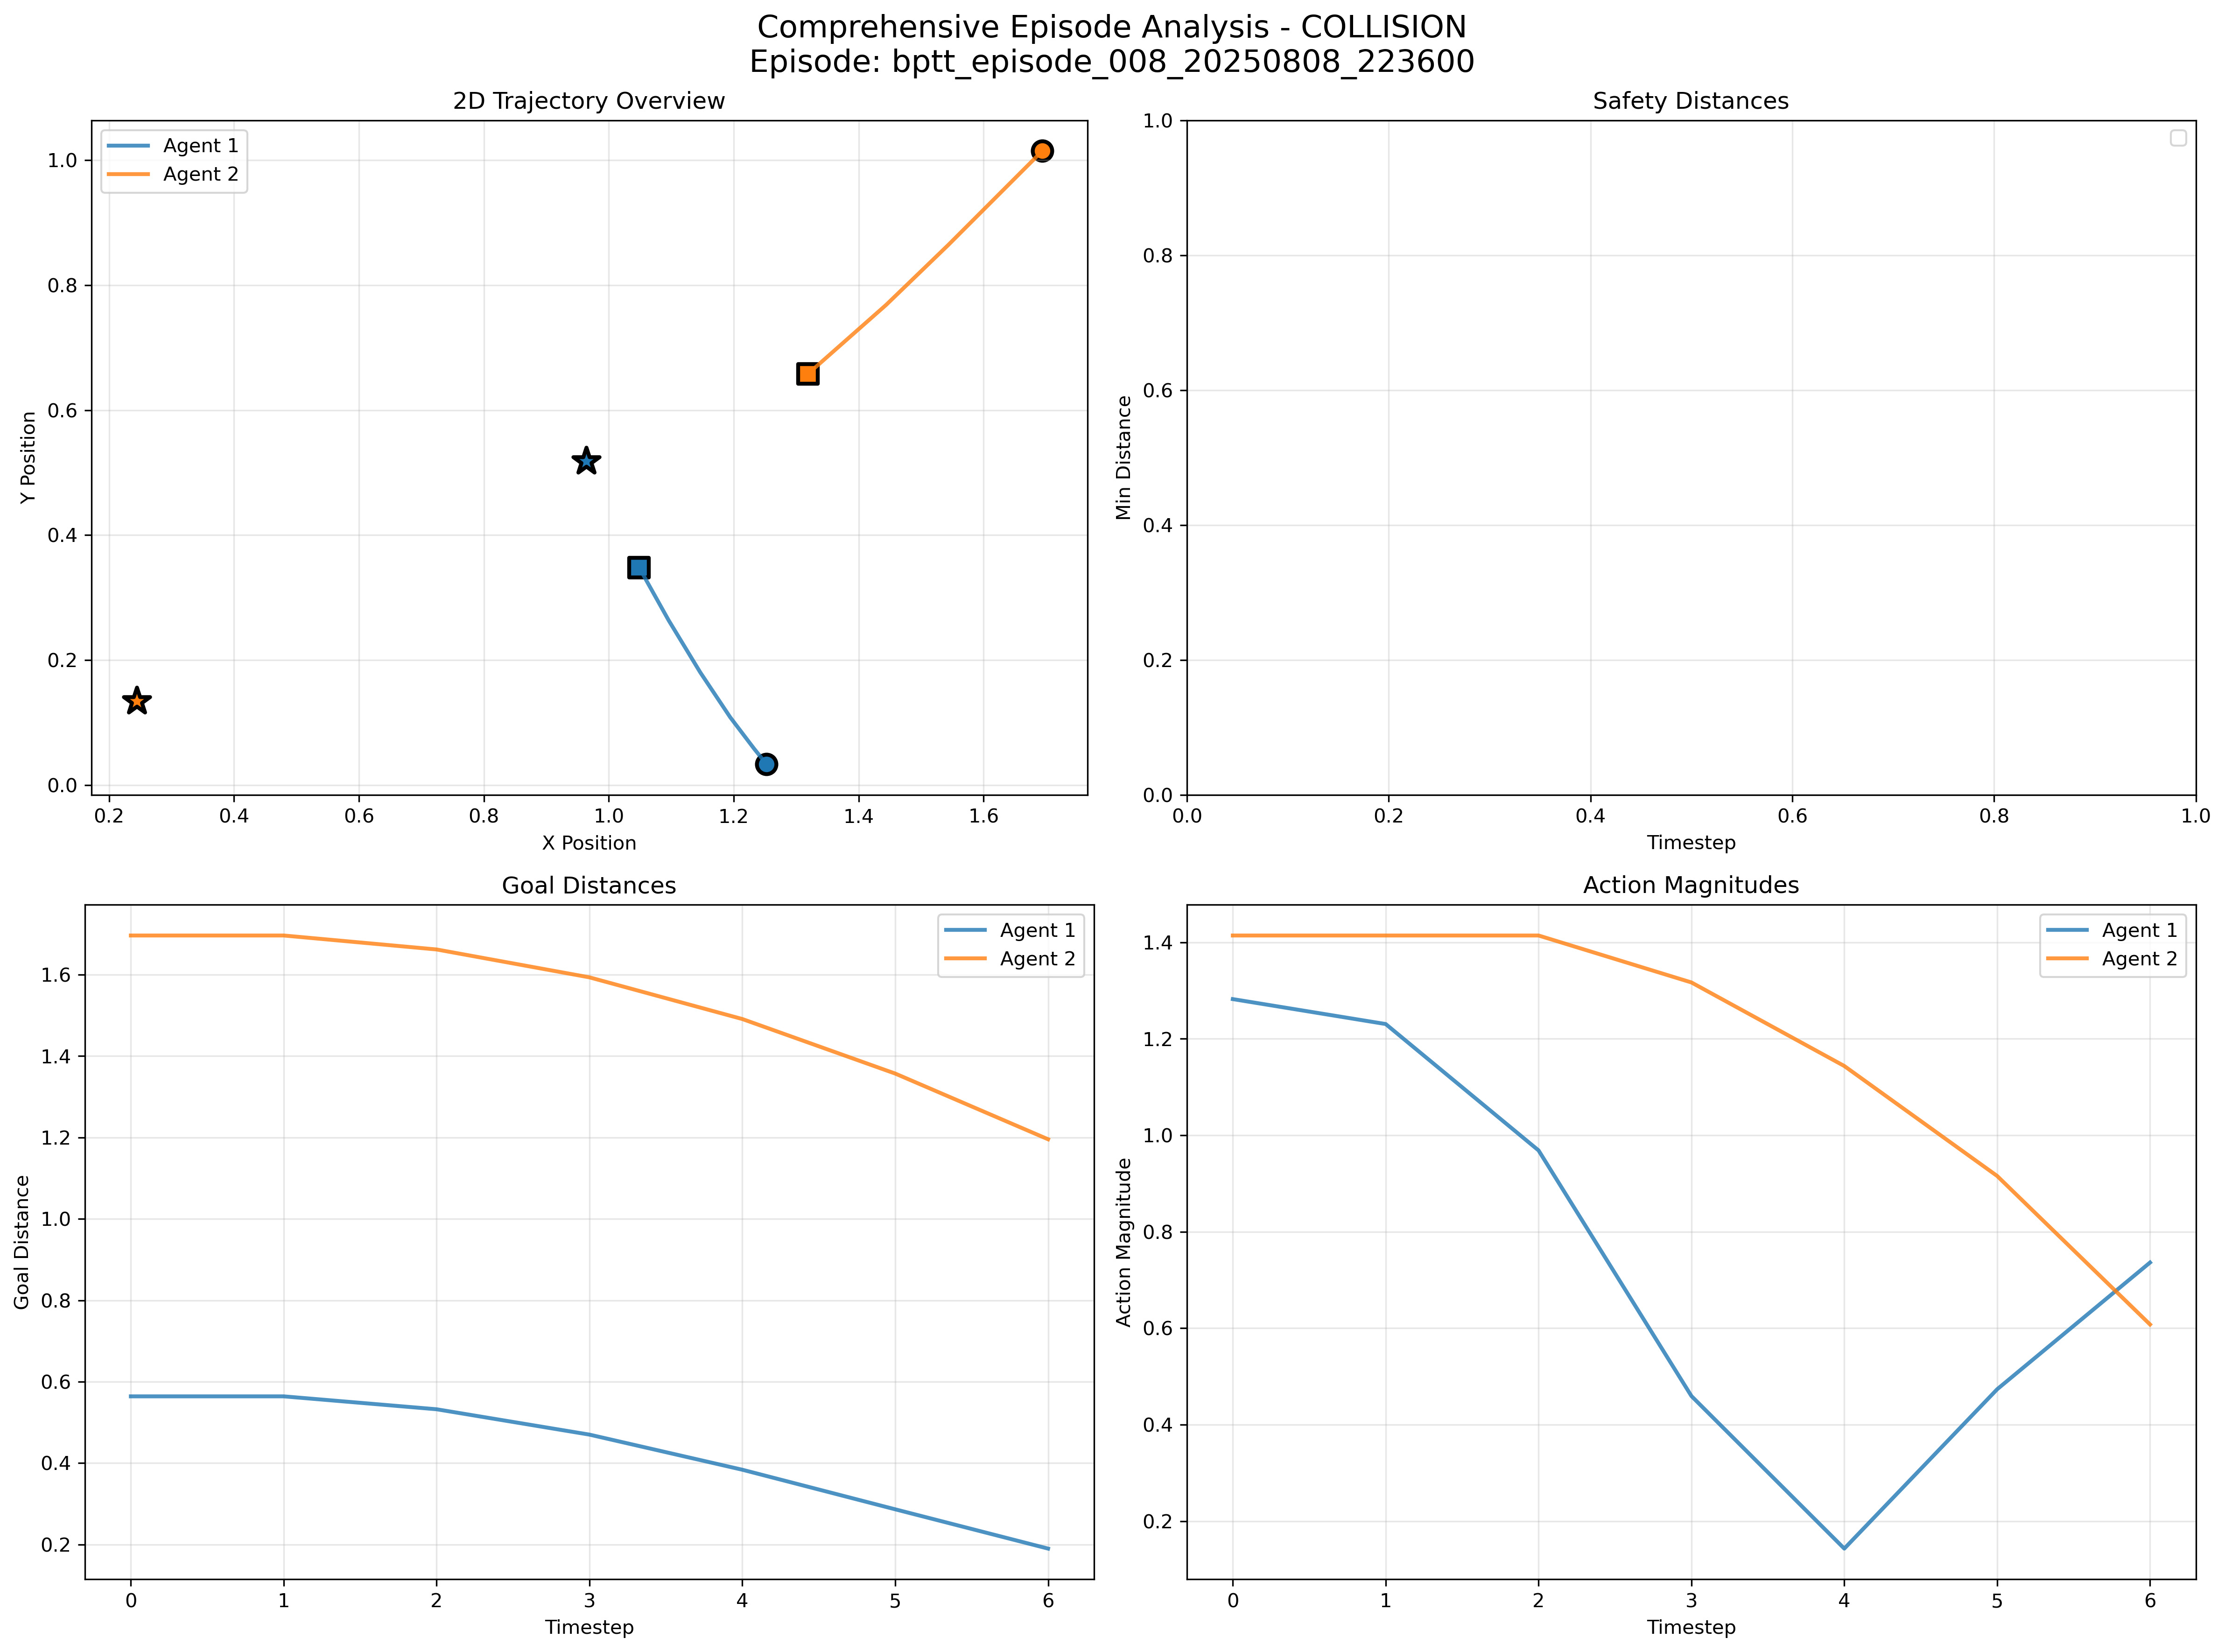 Comprehensive Episode Analysis - COLLISION
Episode: bptt_episode_008_20250808_223600
2D Trajectory Overview
Agent 1
Agent 2
Y Position
1.0
0.8
0.6
0.4
0.2
0.0
0.2 0.4 0.6 0.8 1.0 1.2 1.4 1.6
X Position
Safety Distances
Min Distance
1.0
0.8
0.6
0.4
0.2
0.0
0.0 0.2 0.4 0.6 0.8 1.0
Timestep
Goal Distances
Agent 1
Agent 2
Goal Distance
1.6
1.4
1.2
1.0
0.8
0.6
0.4
0.2
0 1 2 3 4 5 6
Timestep
Action Magnitudes
Agent 1
Agent 2
Action Magnitude
1.4
1.2
1.0
0.8
0.6
0.4
0.2
0 1 2 3 4 5 6
Timestep